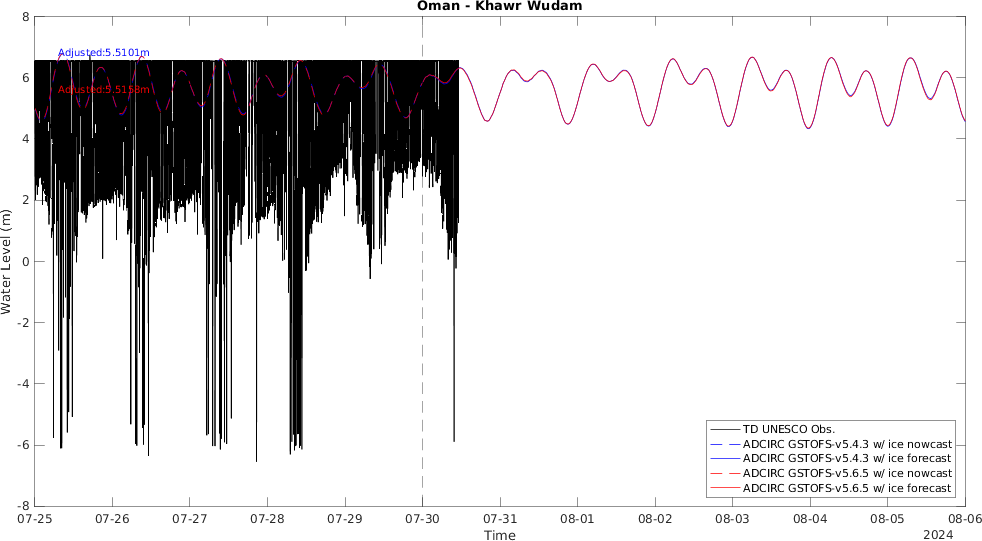 Oman - Khawr Wudam
8
6
4
2
0
-2
-4
-6
-8
Water Level (m)
Adjusted:5.5101m
Adjusted:5.5153m
TD UNESCO Obs.
ADCIRC GSTOFS-v5.4.3 w/ ice nowcast
ADCIRC GSTOFS-v5.4.3 w/ ice forecast
ADCIRC GSTOFS-v5.6.5 w/ ice nowcast
ADCIRC GSTOFS-v5.6.5 w/ ice forecast
07-25 07-26 07-27 07-28 07-29 07-30 07-31 08-01 08-02 08-03 08-04 08-05 08-06
Time
2024